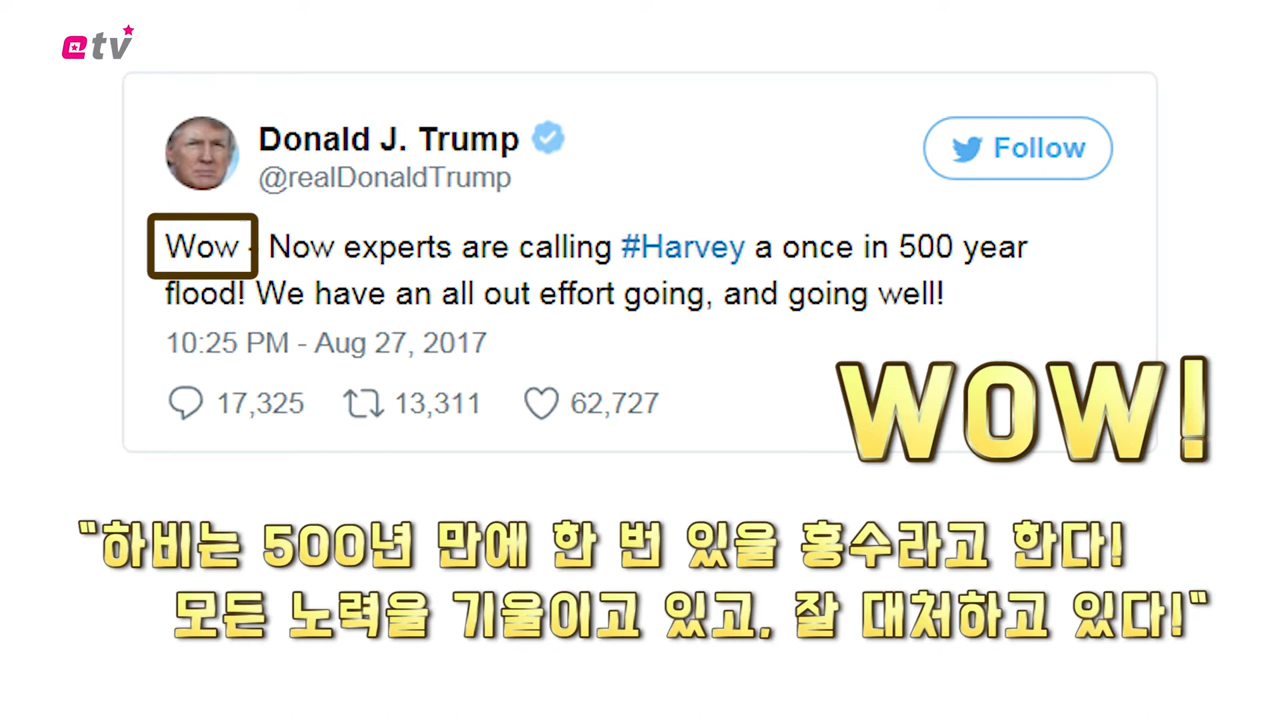 etv
Donald J. Trump
@realDonaldTrump
Follow
Wow - Now experts are calling #Harvey a once in 500 year
flood! We have an all out effort going, and going well!
10:25 PM - Aug 27, 2017
17,325 13,311 62,727
WOW!
"하비는 500년 만에 한 번 있을 홍수라고 한다!
모든 노력을 기울이고 있고, 잘 대처하고 있다!"